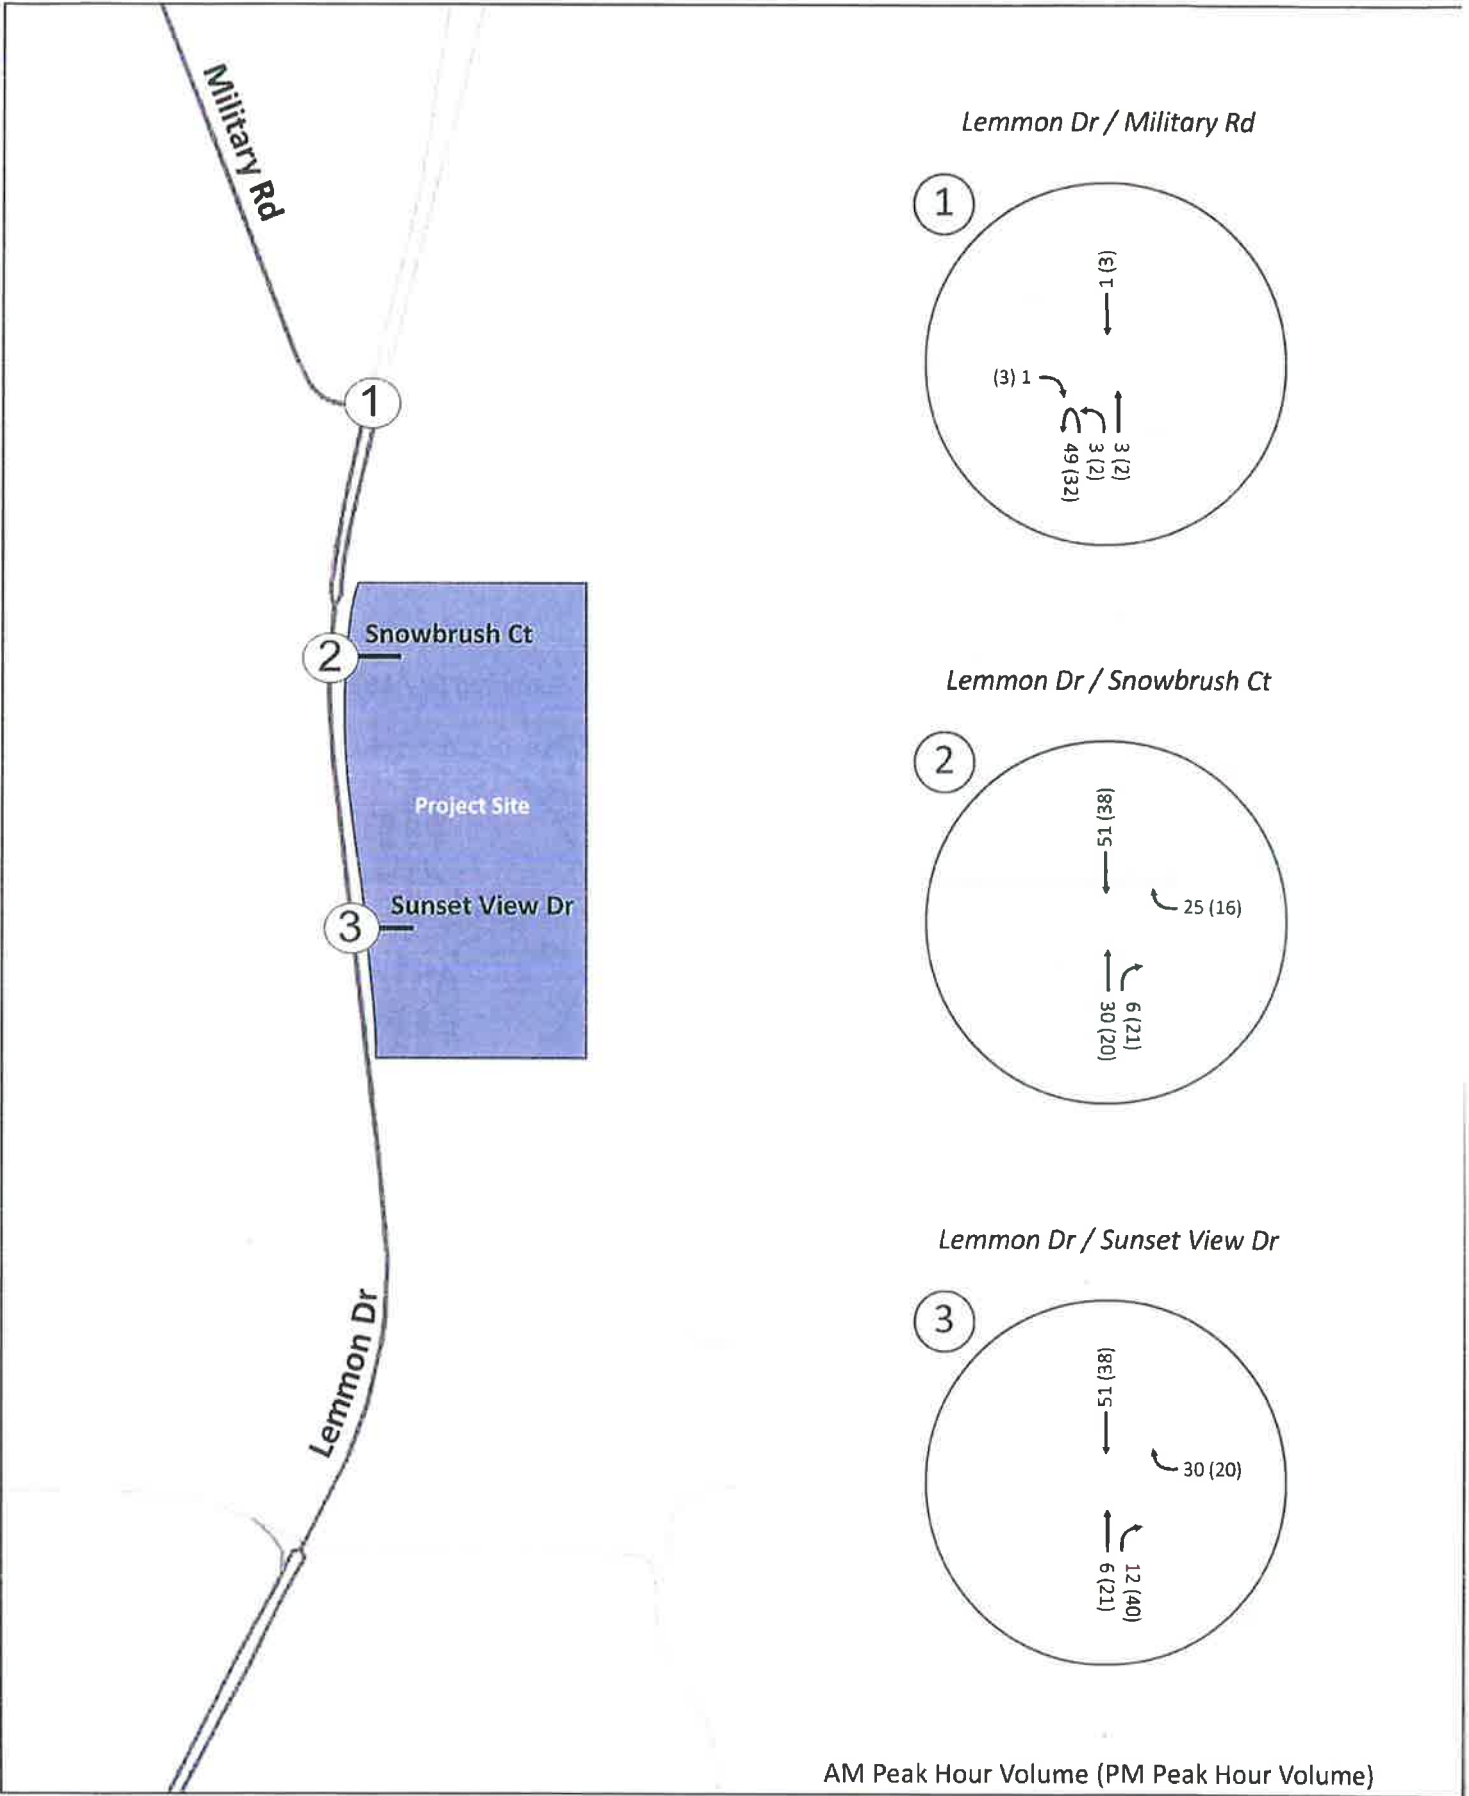 Military Rd
1
2
Snowbrush Ct
Project Site
3
Sunset View Dr
Lemmon Dr
Lemmon Dr / Military Rd
1
(3) 1
(3) 1
49 (32)
3 (2)
3 (2)
Lemmon Dr / Snowbrush Ct
2
(38) 51
25 (16)
30 (20)
6 (21)
Lemmon Dr / Sunset View Dr
3
(38) 51
30 (20)
6 (21)
12 (40)
AM Peak Hour Volume (PM Peak Hour Volume)